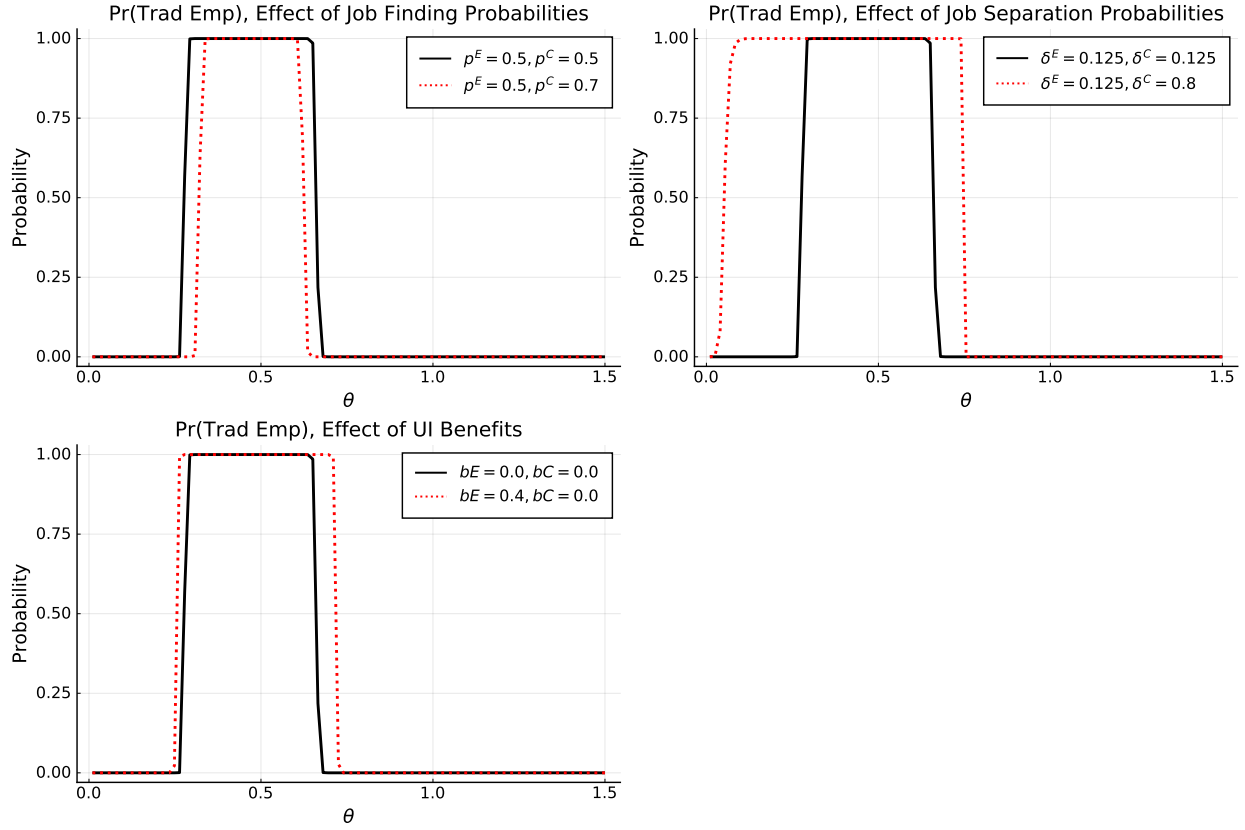 Pr(Trad Emp), Effect of Job Finding Probabilities
1.00
0.75
0.50
0.25
0.00
Probability
p^E = 0.5, p^C = 0.5
p^E = 0.5, p^C = 0.7
0.0 0.5 1.0 1.5
θ
Pr(Trad Emp), Effect of Job Separation Probabilities
1.00
0.75
0.50
0.25
0.00
Probability
δ^E = 0.125, δ^C = 0.125
δ^E = 0.125, δ^C = 0.8
0.0 0.5 1.0 1.5
θ
Pr(Trad Emp), Effect of UI Benefits
1.00
0.75
0.50
0.25
0.00
Probability
bE = 0.0, bC = 0.0
bE = 0.4, bC = 0.0
0.0 0.5 1.0 1.5
θ